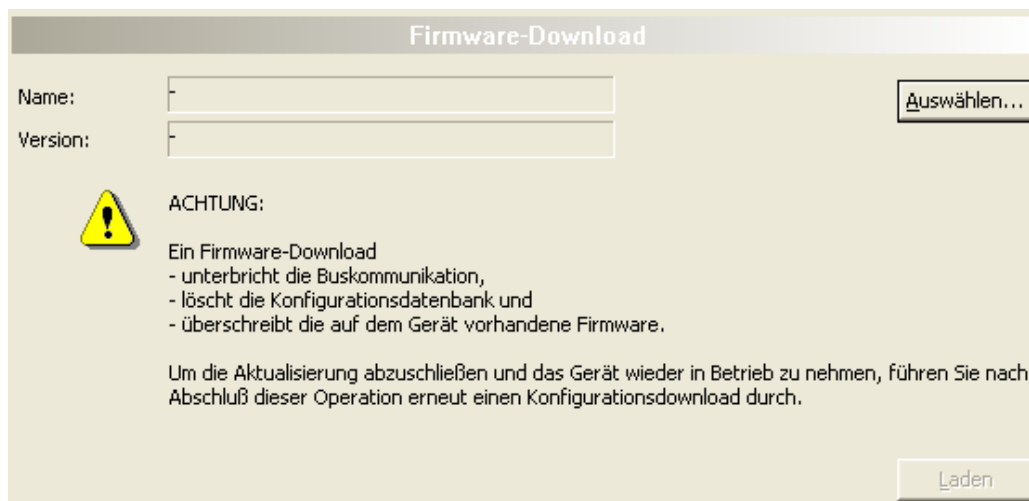 Firmware-Download
Name: - Auswählen...
Version: -
ACHTUNG:
Ein Firmware-Download
- unterbricht die Buskommunikation,
- löscht die Konfigurationsdatenbank und
- überschreibt die auf dem Gerät vorhandene Firmware.
Um die Aktualisierung abzuschließen und das Gerät wieder in Betrieb zu nehmen, führen Sie nach
Abschluß dieser Operation erneut einen Konfigurationsdownload durch.
Laden